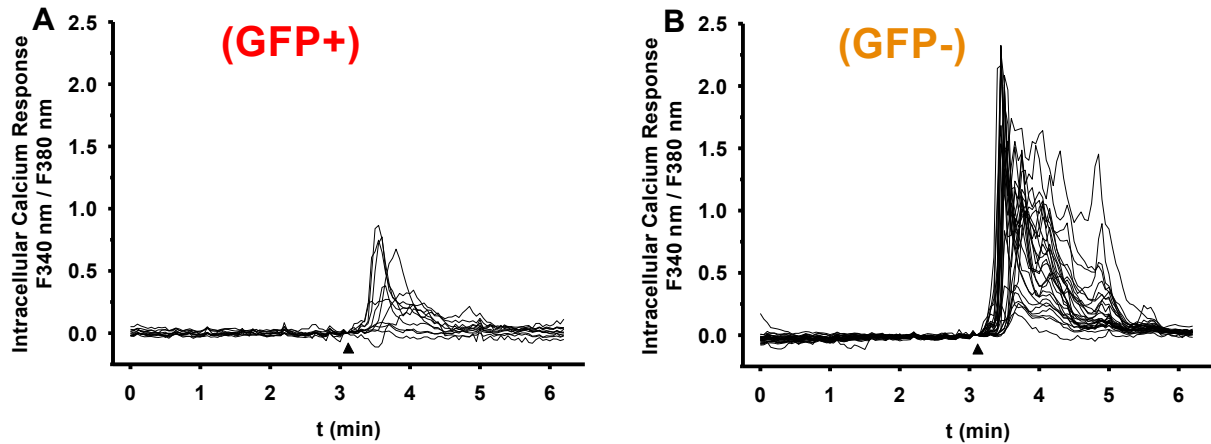 A
(GFP+)
Intracellular Calcium Response
F340 nm / F380 nm
2.5
2.0
1.5
1.0
0.5
0.0
0 1 2 3 4 5 6
t (min)
B
(GFP-)
Intracellular Calcium Response
F340 nm / F380 nm
2.5
2.0
1.5
1.0
0.5
0.0
0 1 2 3 4 5 6
t (min)